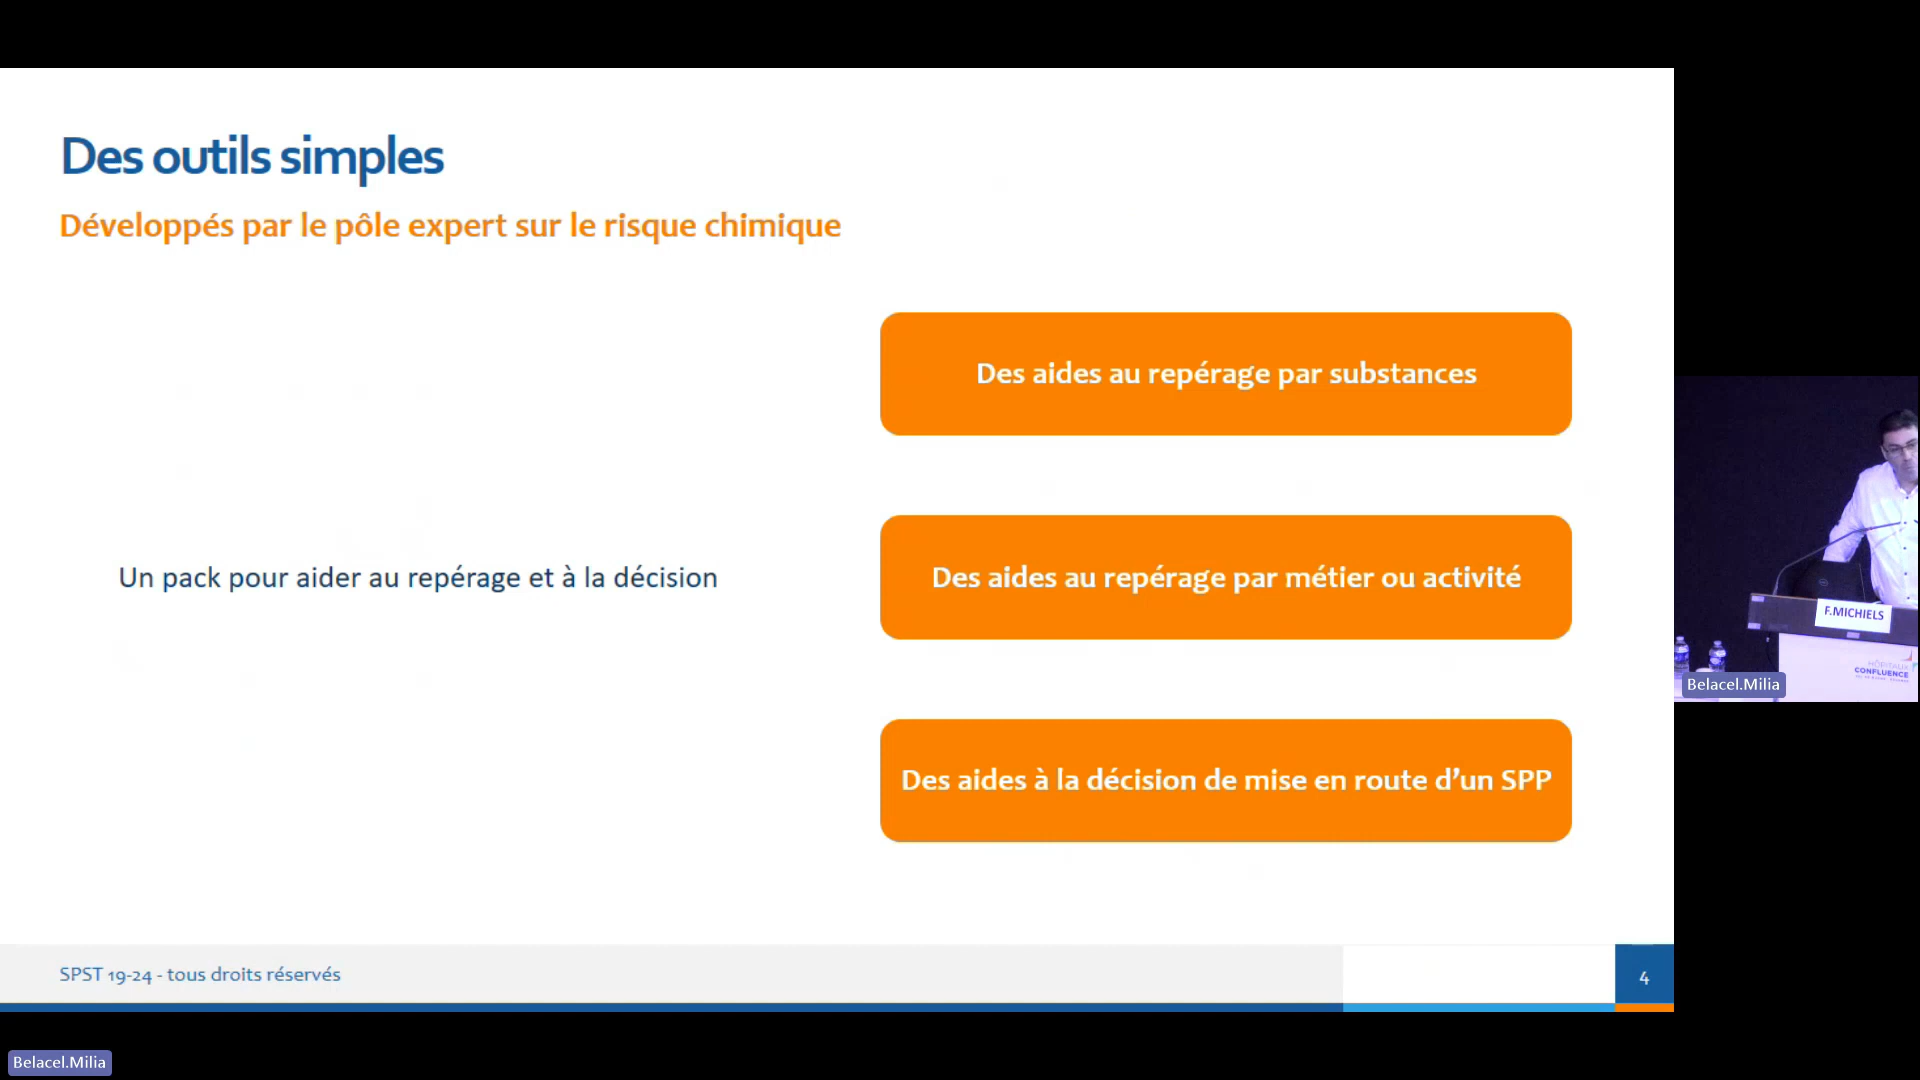 Des outils simples
Développés par le pôle expert sur le risque chimique
Des aides au repérage par substances
Un pack pour aider au repérage et à la décision
Des aides au repérage par métier ou activité
Des aides à la décision de mise en route d’un SPP
SPST 19-24 - tous droits réservés
4
F.MICHIELS
HÔPITAUX
CONFLUENCE
Belacel.Milia
Belacel.Milia